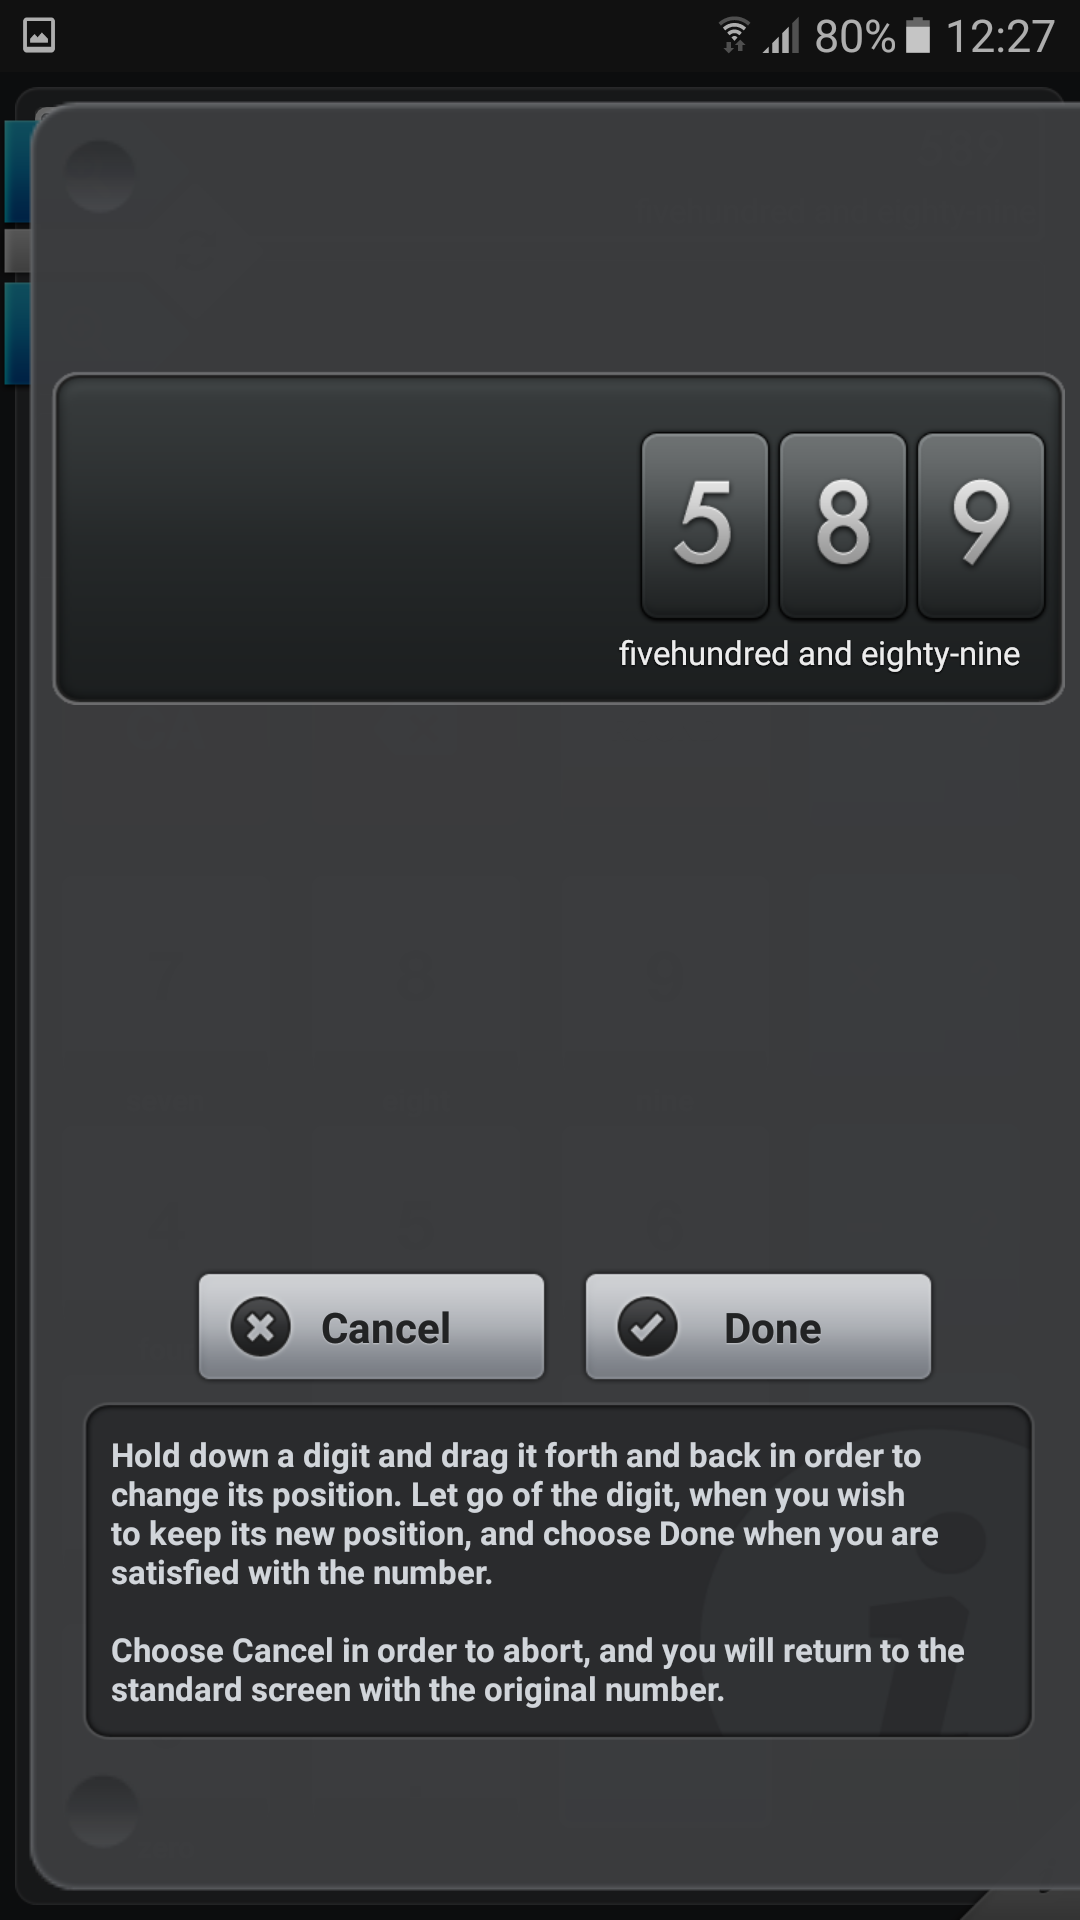 80% 12:27
5 8 9
fivehundred and eighty-nine
Cancel Done
Hold down a digit and drag it forth and back in order to
change its position. Let go of the digit, when you wish
to keep its new position, and choose Done when you are
satisfied with the number.
Choose Cancel in order to abort, and you will return to the
standard screen with the original number.